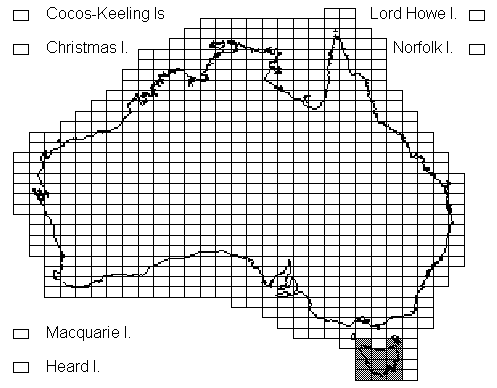 Cocos-Keeling Is
Lord Howe I.
Christmas I.
Norfolk I.
Macquarie I.
Heard I.